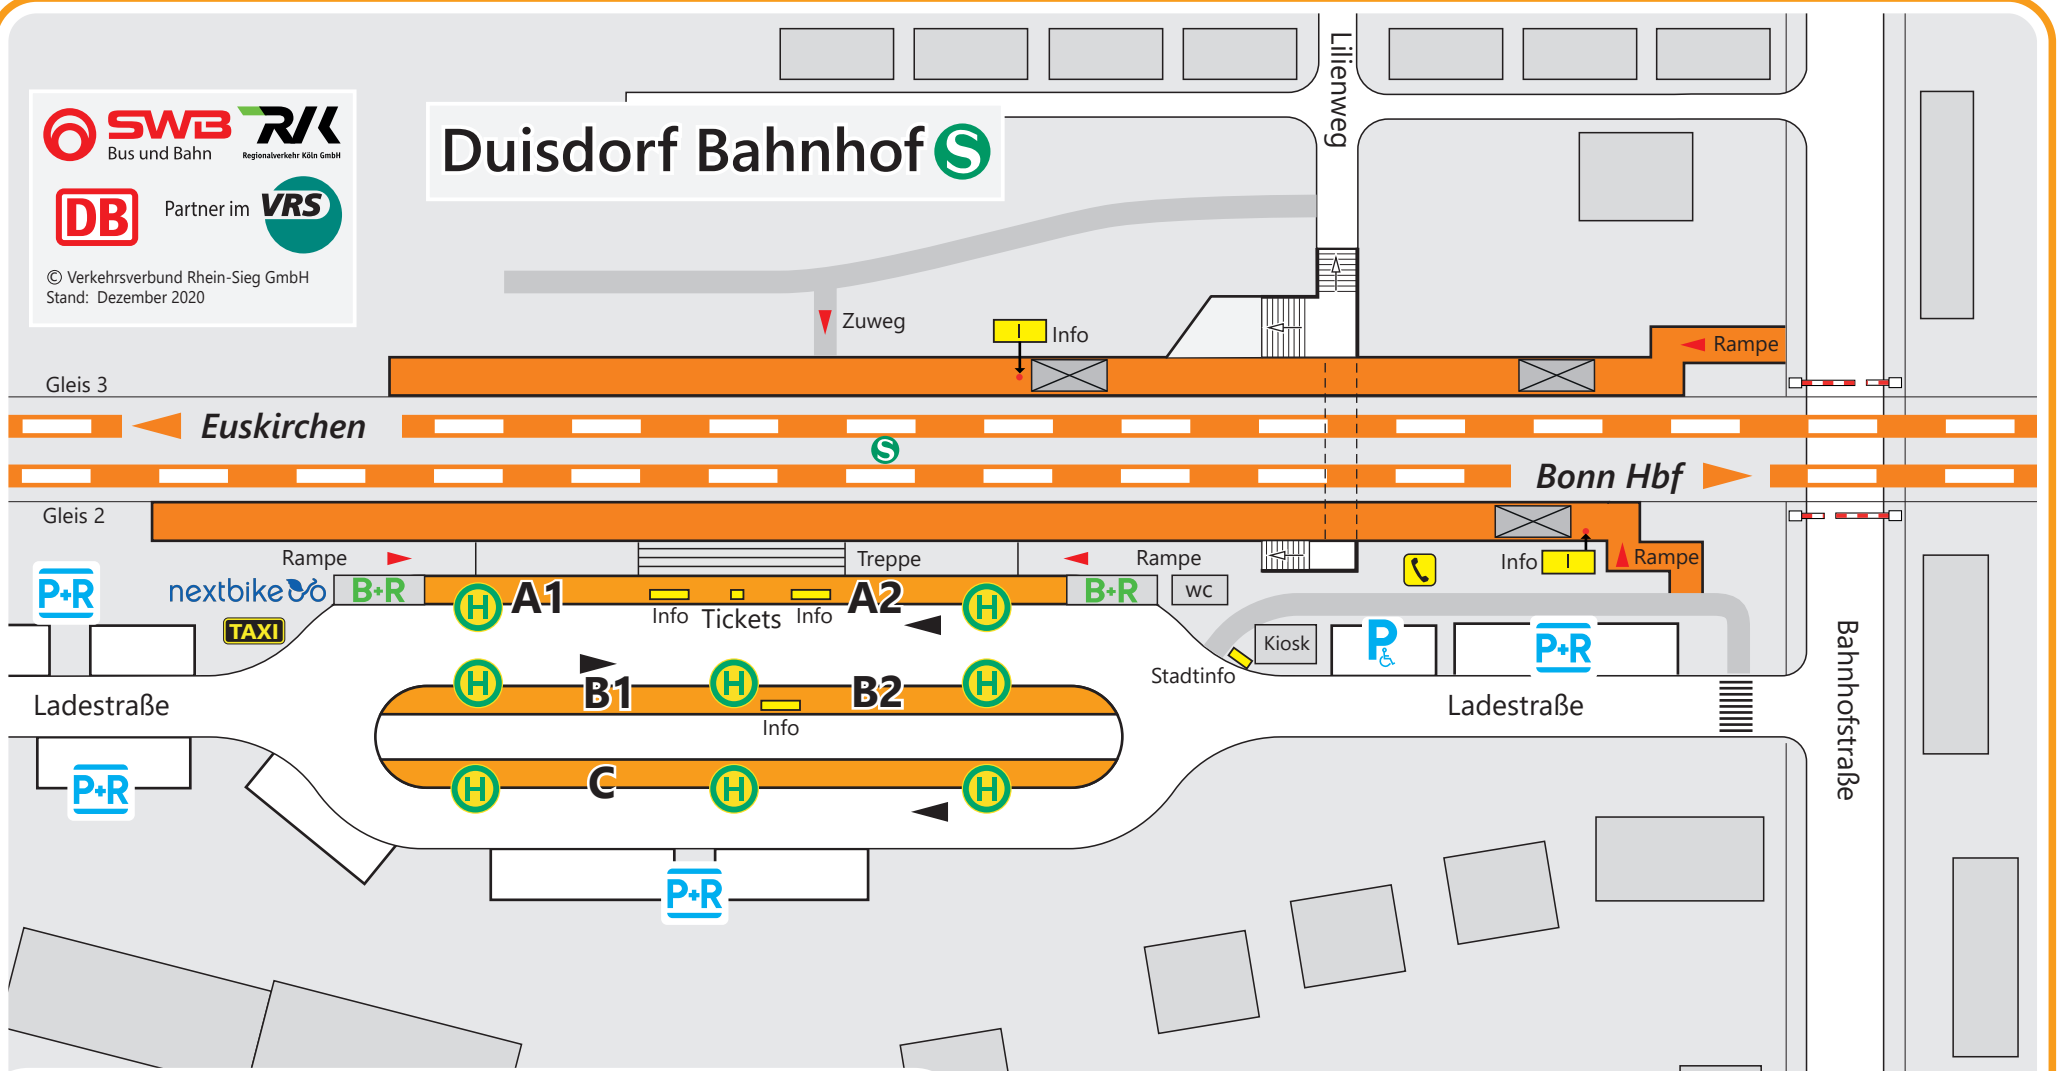 Lilienweg
SWB
Bus und Bahn
RVK
Regionalverkehr Köln GmbH
DB
Partner im
VRS
© Verkehrsverbund Rhein-Sieg GmbH
Stand: Dezember 2020
Duisdorf Bahnhof S
Zuweg
I
Info
Rampe
Gleis 3
Euskirchen
S
Bonn Hbf
Gleis 2
Rampe
Treppe
Rampe
Info
I
Rampe
P+R
nextbike
B+R
H
A1
A2
H
B+R
WC
Info
Tickets
Info
TAXI
Kiosk
P
P+R
Stadtinfo
Bahnhofstraße
H
B1
H
B2
H
Info
Ladestraße
Ladestraße
P+R
H
C
H
H
P+R